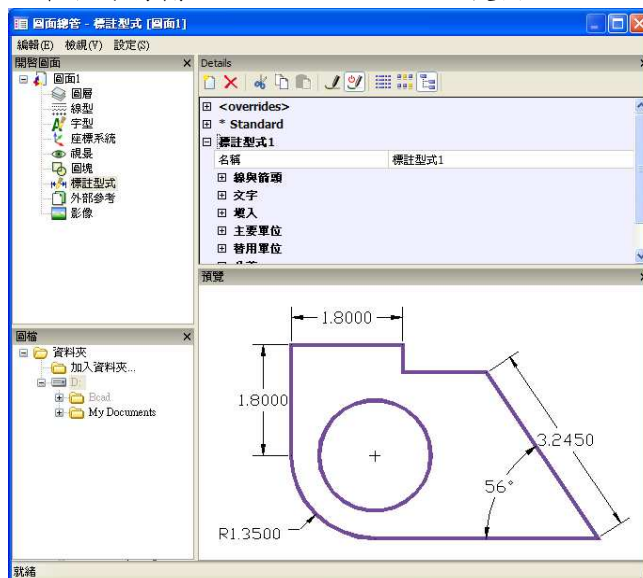 圖面總管 - 標註型式 [圖面1]
編輯(E) 檢視(V) 設定(S)
開啓圖面
圖面1
圖層
線型
字型
座標系統
視景
圖塊
標註型式
外部參考
影像
圖檔
資料夾
加入資料夾...
D:
Bcad
My Documents
Details
<overrides>
* Standard
標註型式1
名稱 標註型式1
線與箭頭
文字
填入
主要單位
替用單位
預覽
1.8000
1.8000
3.2450
56°
R1.3500
就緒